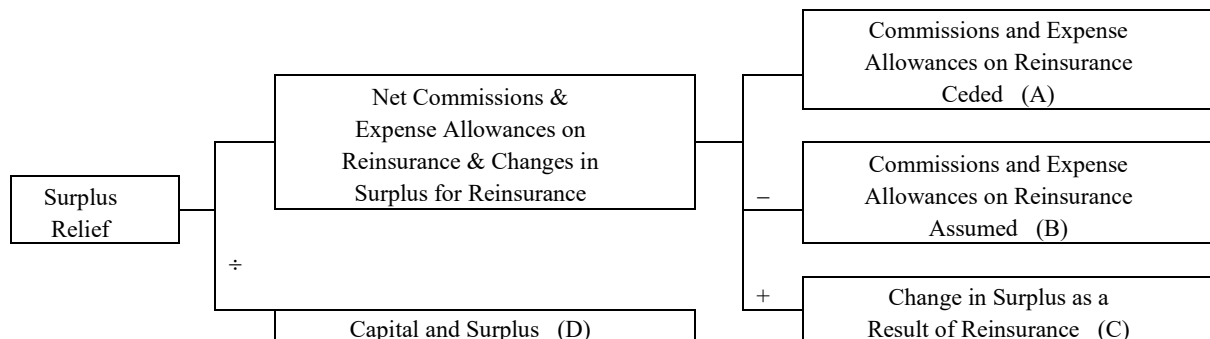 Commissions and Expense
Allowances on Reinsurance
Ceded (A)
Net Commissions &
Expense Allowances on
Reinsurance & Changes in
Surplus for Reinsurance
Commissions and Expense
Allowances on Reinsurance
Assumed (B)
–
Surplus
Relief
÷
+
Change in Surplus as a
Result of Reinsurance (C)
Capital and Surplus (D)